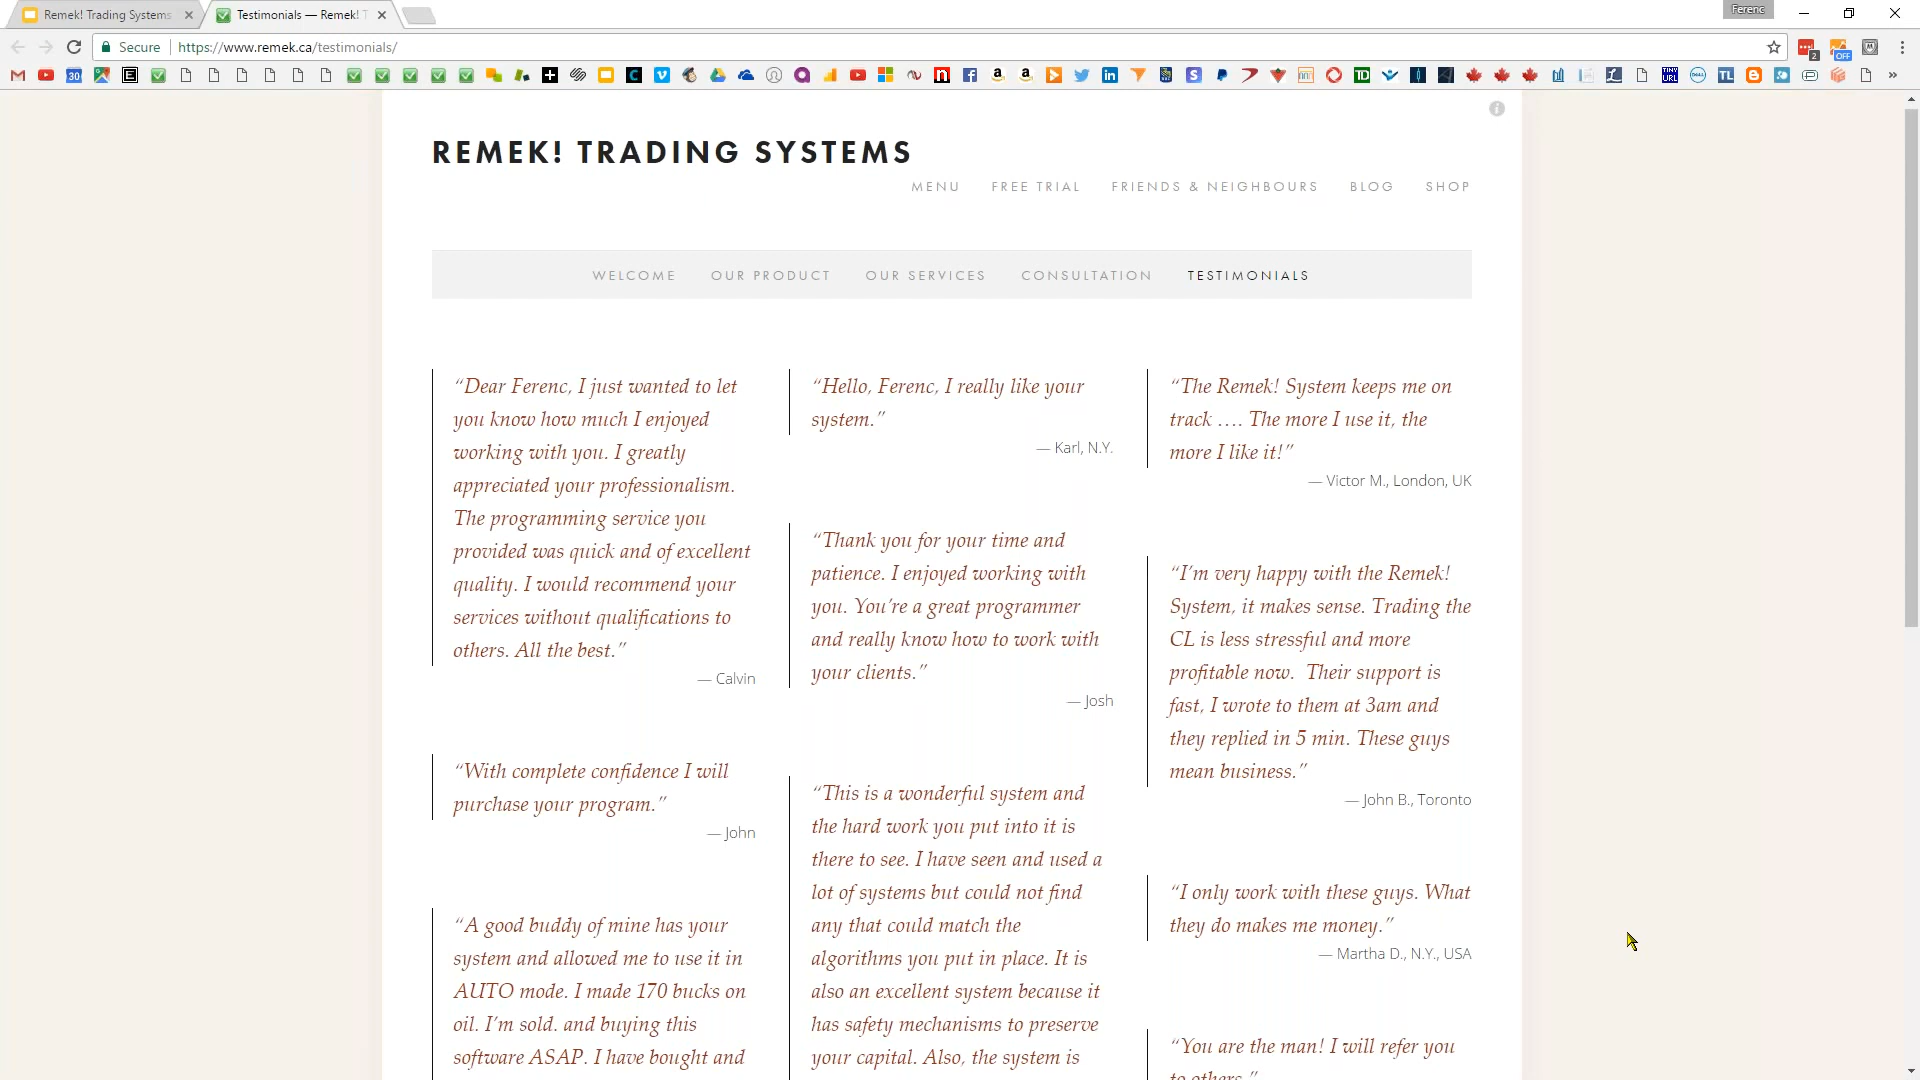 Remek! Trading Systems
Testimonials — Remek! T
Ferenc
Secure
https://www.remek.ca/testimonials/
REMEK! TRADING SYSTEMS
MENU FREE TRIAL FRIENDS & NEIGHBOURS BLOG SHOP
WELCOME OUR PRODUCT OUR SERVICES CONSULTATION TESTIMONIALS
“Dear Ferenc, I just wanted to let
you know how much I enjoyed
working with you. I greatly
appreciated your professionalism.
The programming service you
provided was quick and of excellent
quality. I would recommend your
services without qualifications to
others. All the best.”
— Calvin
“With complete confidence I will
purchase your program.”
— John
“A good buddy of mine has your
system and allowed me to use it in
AUTO mode. I made 170 bucks on
oil. I’m sold. and buying this
software ASAP. I have bought and
“Hello, Ferenc, I really like your
system.”
— Karl, N.Y.
“Thank you for your time and
patience. I enjoyed working with
you. You’re a great programmer
and really know how to work with
your clients.”
— Josh
“This is a wonderful system and
the hard work you put into it is
there to see. I have seen and used a
lot of systems but could not find
any that could match the
algorithms you put in place. It is
also an excellent system because it
has safety mechanisms to preserve
your capital. Also, the system is
“The Remek! System keeps me on
track …. The more I use it, the
more I like it!”
— Victor M., London, UK
“I’m very happy with the Remek!
System, it makes sense. Trading the
CL is less stressful and more
profitable now.  Their support is
fast, I wrote to them at 3am and
they replied in 5 min. These guys
mean business.”
— John B., Toronto
“I only work with these guys. What
they do makes me money.”
— Martha D., N.Y., USA
“You are the man! I will refer you
to others.”